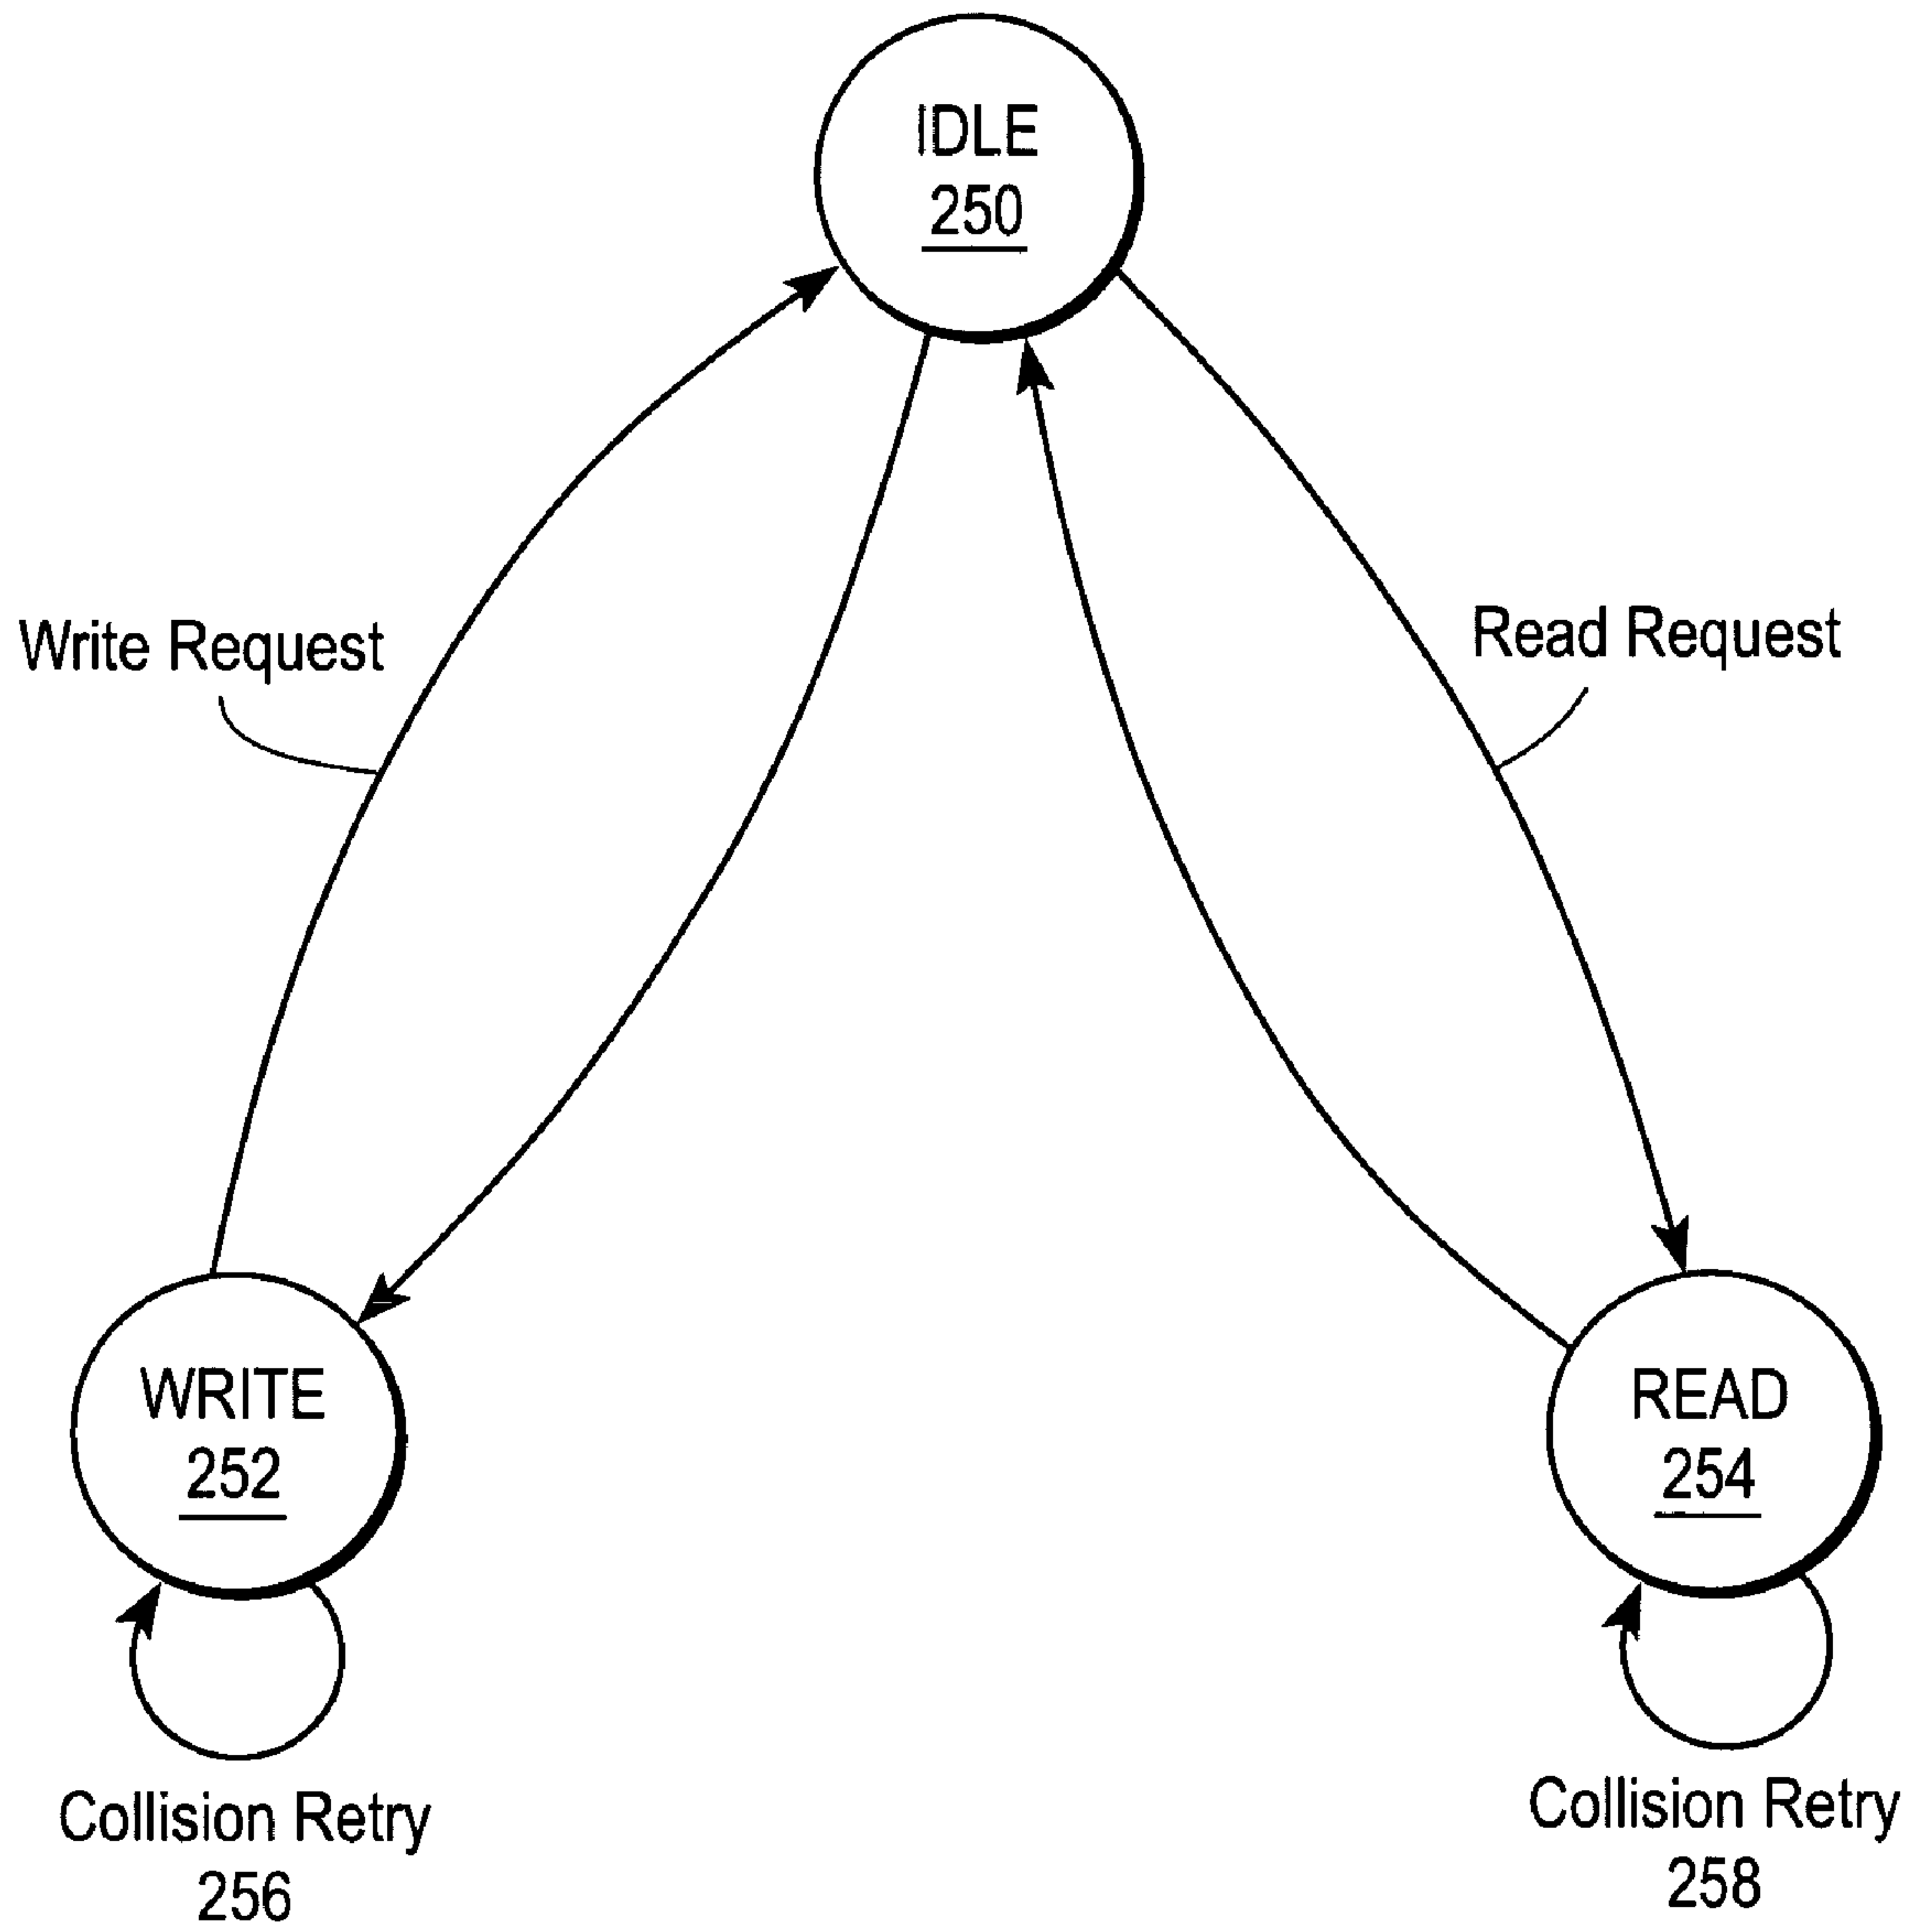 IDLE
250
Write Request
Read Request
WRITE
252
READ
254
Collision Retry
256
Collision Retry
258